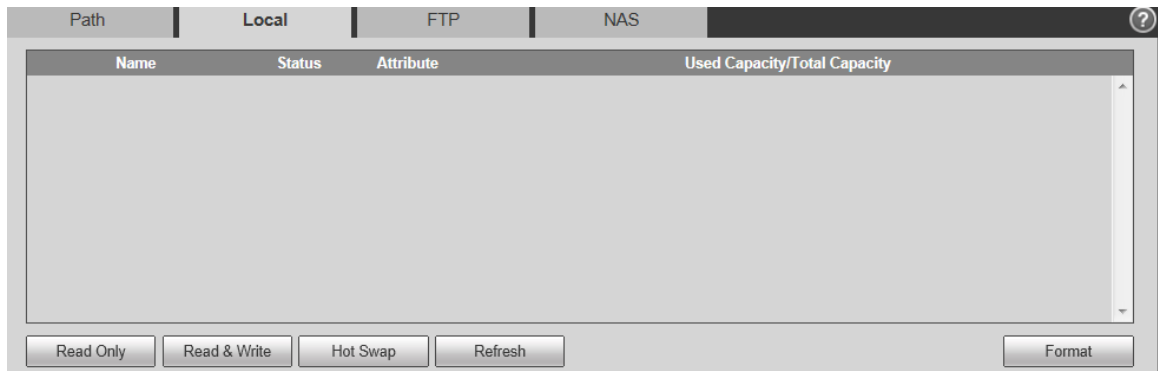 Path Local FTP NAS ?
Name Status Attribute Used Capacity/Total Capacity
Read Only Read & Write Hot Swap Refresh Format